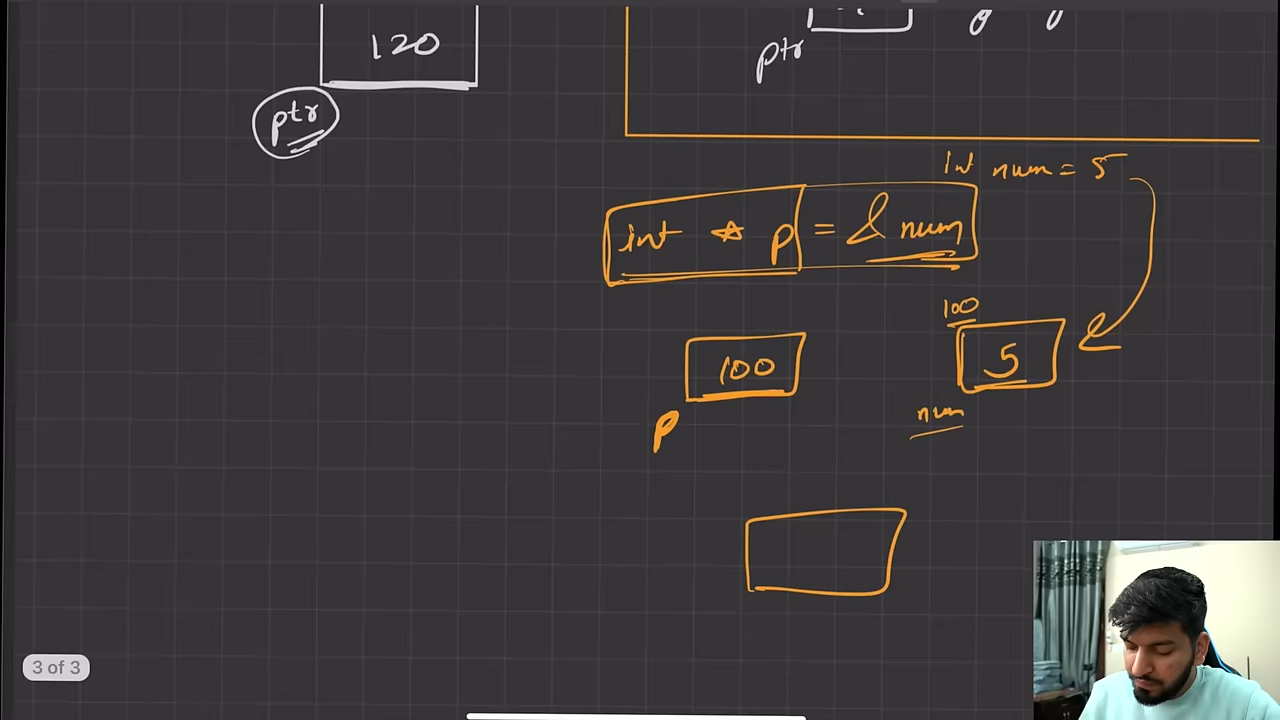 120
ptr
ptr
int num = 5
int * p = & num
100
100
5
p
num
3 of 3